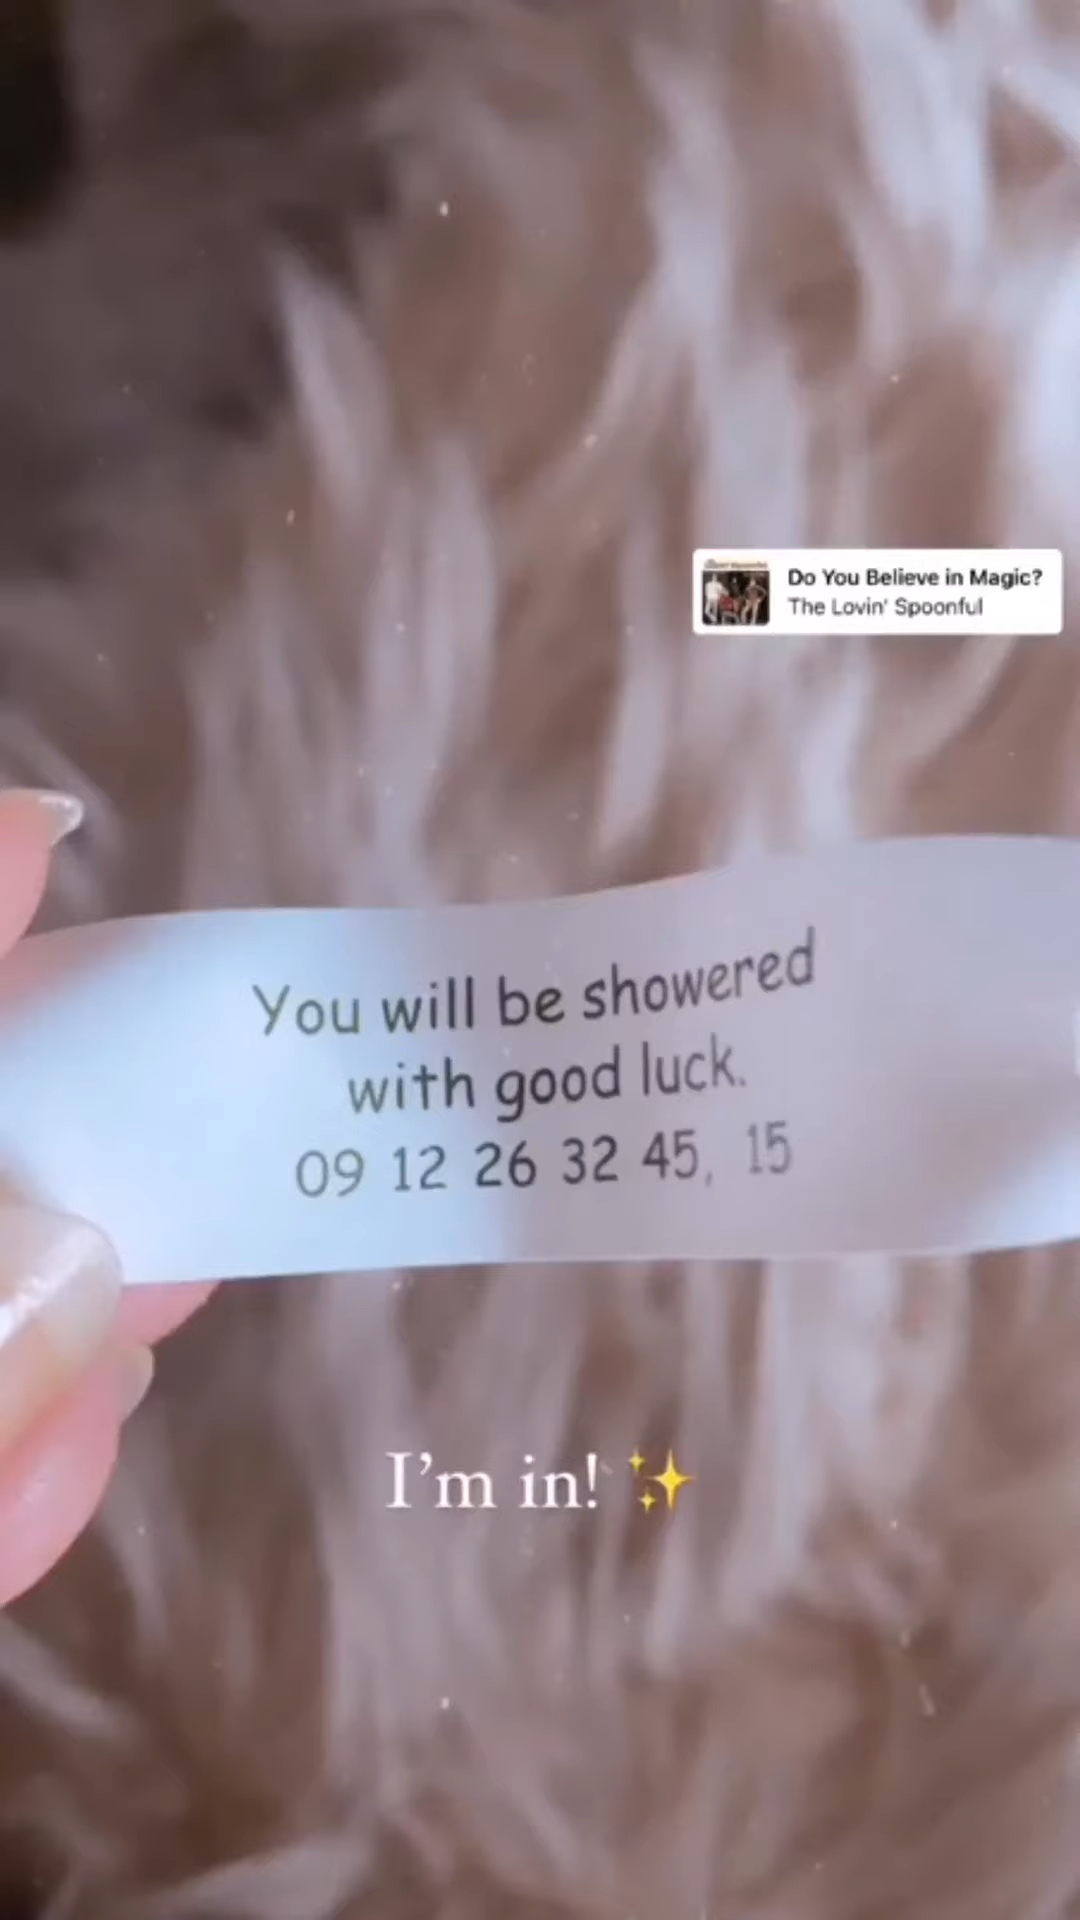 Do You Believe in Magic?
The Lovin' Spoonful
You will be showered
with good luck.
09 12 26 32 45, 15
I'm in! ✨